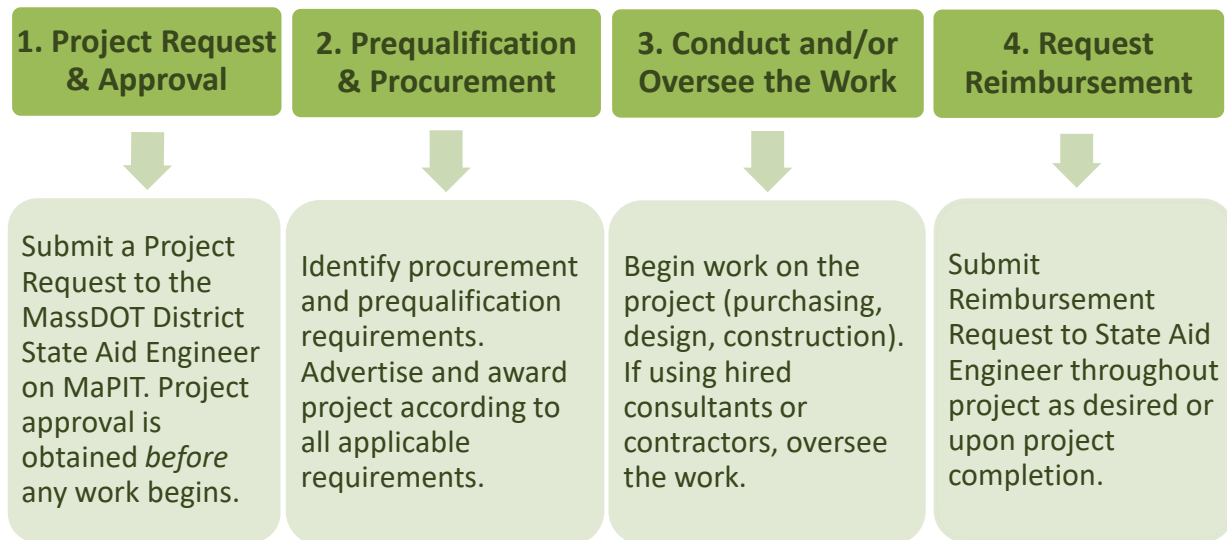 1. Project Request
& Approval
Submit a Project
Request to the
MassDOT District
State Aid Engineer
on MaPIT. Project
approval is
obtained before
any work begins.
2. Prequalification
& Procurement
Identify procurement
and prequalification
requirements.
Advertise and award
project according to
all applicable
requirements.
3. Conduct and/or
Oversee the Work
Begin work on the
project (purchasing,
design, construction).
If using hired
consultants or
contractors, oversee
the work.
4. Request
Reimbursement
Submit
Reimbursement
Request to State Aid
Engineer throughout
project as desired or
upon project
completion.